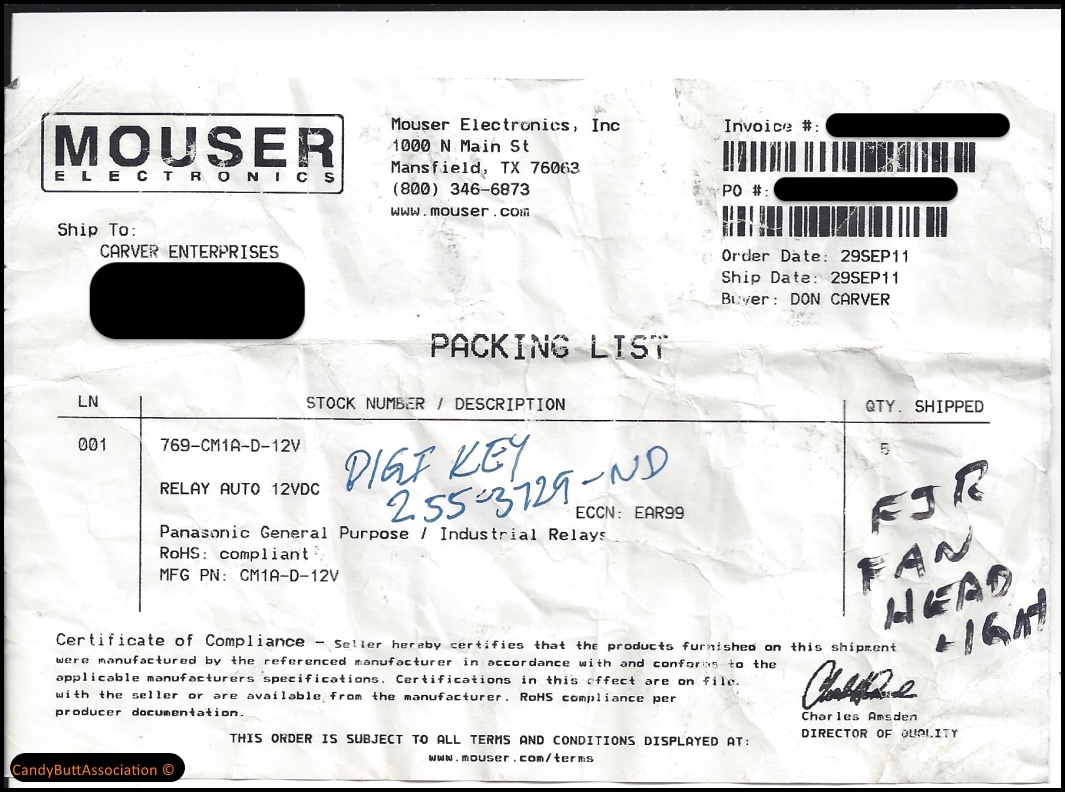 MOUSER
ELECTRONICS
Mouser Electronics, Inc
1000 N Main St
Mansfield, TX 76063
(800) 346-6873
www.mouser.com
Invoice #:
PO #:
Order Date: 29SEP11
Ship Date: 29SEP11
Buyer: DON CARVER
Ship To:
CARVER ENTERPRISES
PACKING LIST
LN STOCK NUMBER / DESCRIPTION QTY. SHIPPED
001 769-CM1A-D-12V 5
DIGI KEY
255-3729-ND
RELAY AUTO 12VDC
ECCN: EAR99
Panasonic General Purpose / Industrial Relays
RoHS: compliant
MFG PN: CM1A-D-12V
FJR
FAN
HEAD
LIGH
Certificate of Compliance - Seller hereby certifies that the products furnished on this shipment
were manufactured by the referenced manufacturer in accordance with and conforms to the
applicable manufacturers specifications. Certifications in this effect are on file.
with the seller or are available from the manufacturer. RoHS compliance per
producer documentation.
Charles Amsden
DIRECTOR OF QUALITY
THIS ORDER IS SUBJECT TO ALL TERMS AND CONDITIONS DISPLAYED AT:
www.mouser.com/terms
CandyButtAssociation ©